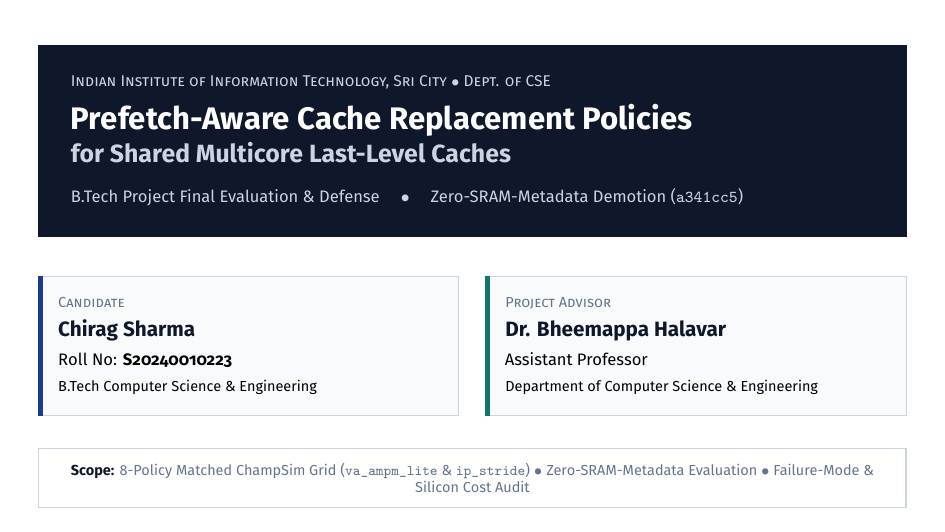 Indian Institute of Information Technology, Sri City ● Dept. of CSE
Prefetch-Aware Cache Replacement Policies
for Shared Multicore Last-Level Caches
B.Tech Project Final Evaluation & Defense ● Zero-SRAM-Metadata Demotion (a341cc5)
Candidate
Chirag Sharma
Roll No: S20240010223
B.Tech Computer Science & Engineering
Project Advisor
Dr. Bheemappa Halavar
Assistant Professor
Department of Computer Science & Engineering
Scope: 8-Policy Matched ChampSim Grid (va_ampm_lite & ip_stride) ● Zero-SRAM-Metadata Evaluation ● Failure-Mode &
Silicon Cost Audit